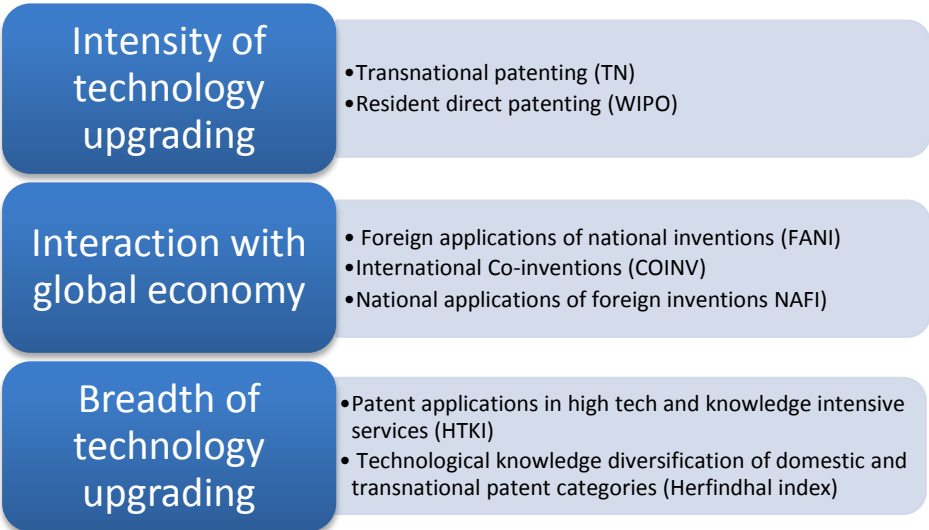 Intensity of
technology
upgrading
•Transnational patenting (TN)
•Resident direct patenting (WIPO)
Interaction with
global economy
• Foreign applications of national inventions (FANI)
•International Co-inventions (COINV)
•National applications of foreign inventions NAFI)
Breadth of
technology
upgrading
•Patent applications in high tech and knowledge intensive
services (HTKI)
• Technological knowledge diversification of domestic and
transnational patent categories (Herfindhal index)